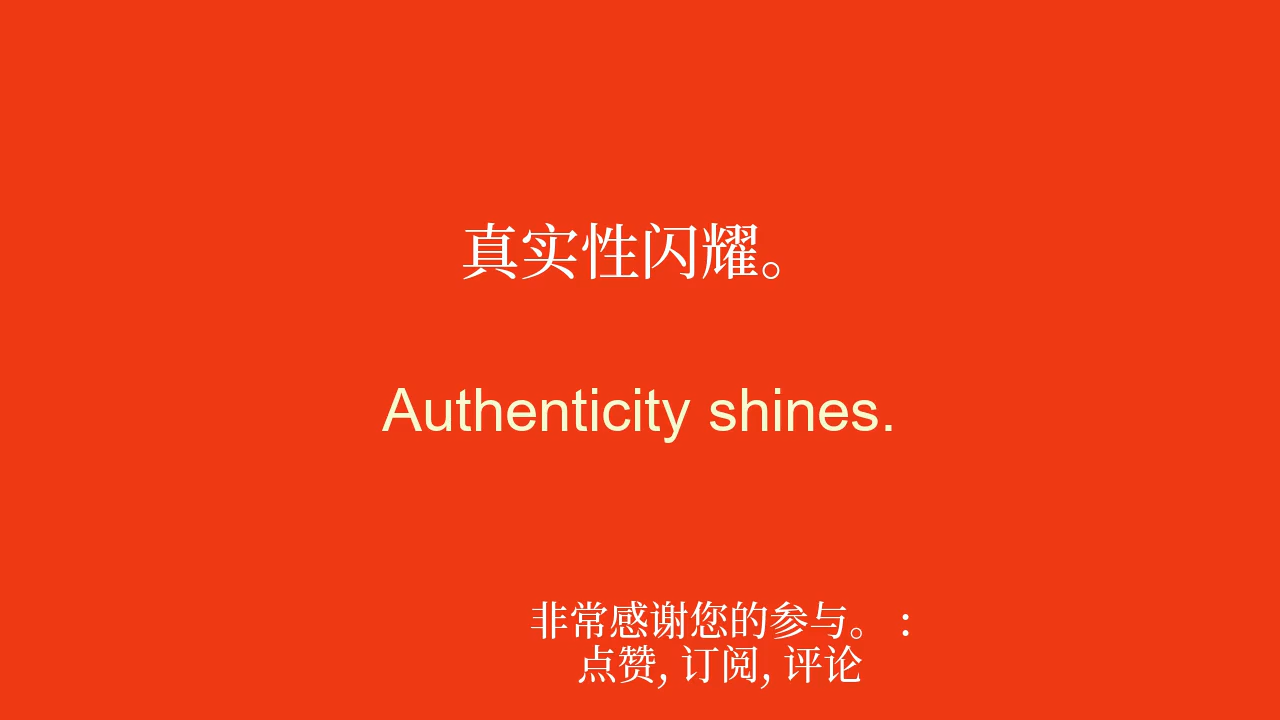 真实性闪耀。
Authenticity shines.
非常感谢您的参与。 :
点赞, 订阅, 评论